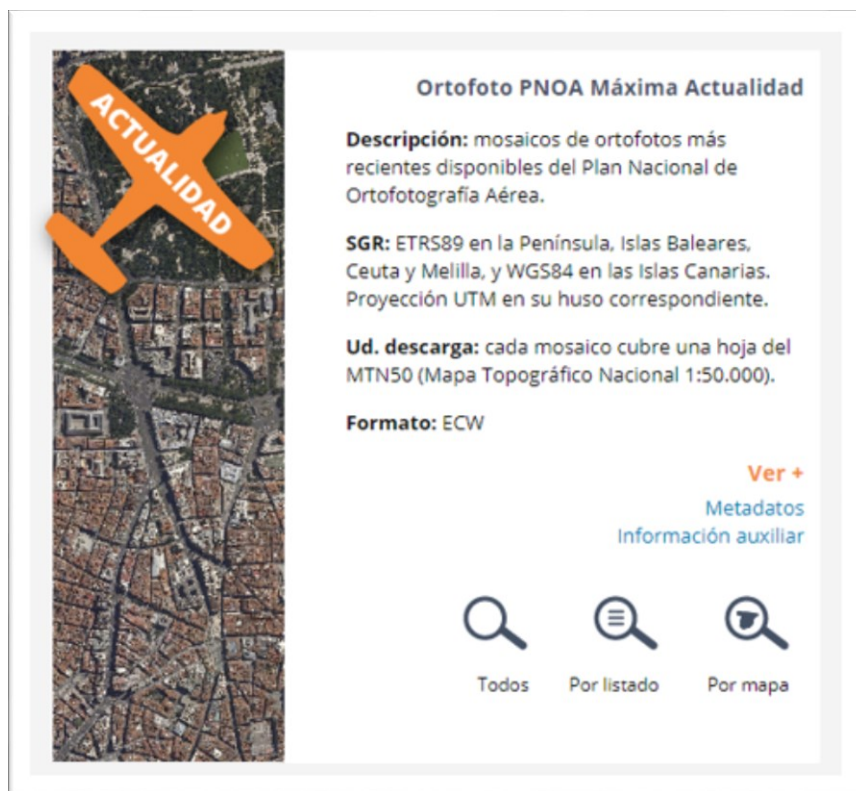 ACTUALIDAD
Ortofoto PNOA Máxima Actualidad
Descripción: mosaicos de ortofotos más
recientes disponibles del Plan Nacional de
Ortofotografía Aérea.
SGR: ETRS89 en la Península, Islas Baleares,
Ceuta y Melilla, y WGS84 en las Islas Canarias.
Proyección UTM en su huso correspondiente.
Ud. descarga: cada mosaico cubre una hoja del
MTN50 (Mapa Topográfico Nacional 1:50.000).
Formato: ECW
Ver +
Metadatos
Información auxiliar
Todos Por listado Por mapa